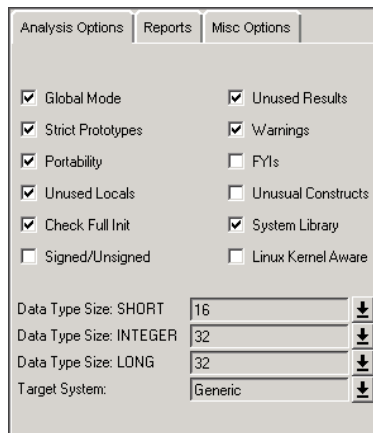 Analysis Options Reports Misc Options
Global Mode Unused Results
Strict Prototypes Warnings
Portability FYIs
Unused Locals Unusual Constructs
Check Full Init System Library
Signed/Unsigned Linux Kernel Aware
Data Type Size: SHORT 16
Data Type Size: INTEGER 32
Data Type Size: LONG 32
Target System: Generic